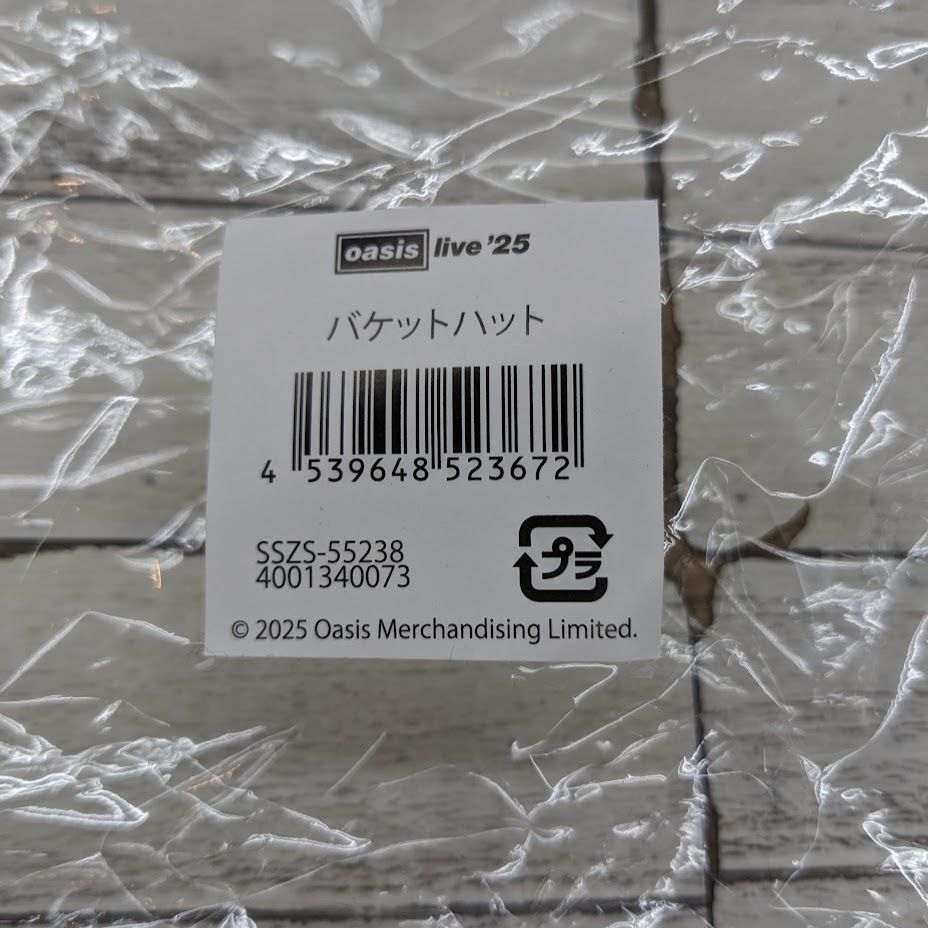 oasis live '25
バケットハット
4 539648 523672
SSZS-55238
4001340073
プラ
© 2025 Oasis Merchandising Limited.